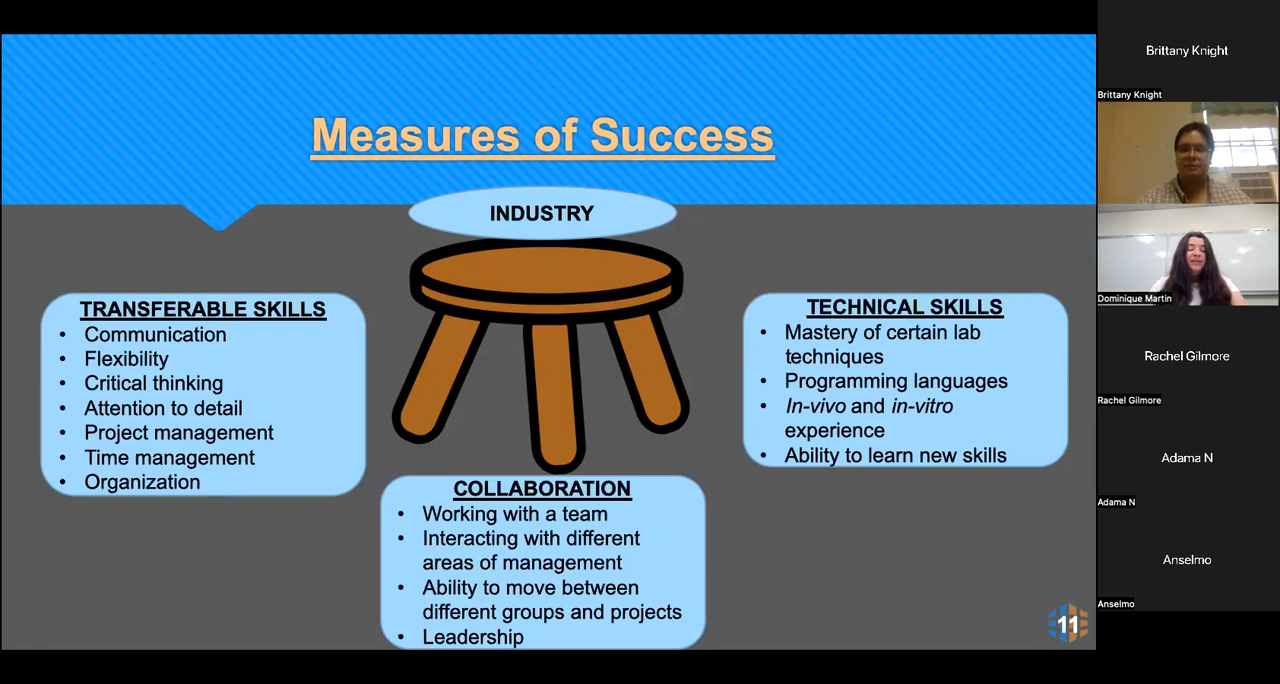 Measures of Success
INDUSTRY
TRANSFERABLE SKILLS
• Communication
• Flexibility
• Critical thinking
• Attention to detail
• Project management
• Time management
• Organization
TECHNICAL SKILLS
• Mastery of certain lab
techniques
• Programming languages
• In-vivo and in-vitro
experience
• Ability to learn new skills
COLLABORATION
• Working with a team
• Interacting with different
areas of management
• Ability to move between
different groups and projects
• Leadership
11
Brittany Knight
Brittany Knight
Dominique Martin
Rachel Gilmore
Rachel Gilmore
Adama N
Adama N
Anselmo
Anselmo